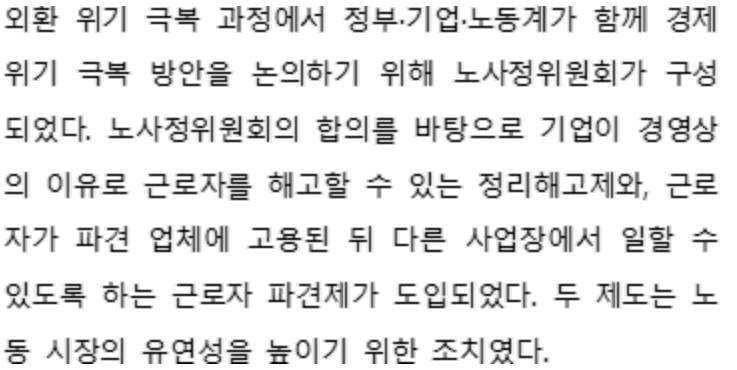 외환 위기 극복 과정에서 정부·기업·노동계가 함께 경제
위기 극복 방안을 논의하기 위해 노사정위원회가 구성
되었다. 노사정위원회의 합의를 바탕으로 기업이 경영상
의 이유로 근로자를 해고할 수 있는 정리해고제와, 근로
자가 파견 업체에 고용된 뒤 다른 사업장에서 일할 수
있도록 하는 근로자 파견제가 도입되었다. 두 제도는 노
동 시장의 유연성을 높이기 위한 조치였다.